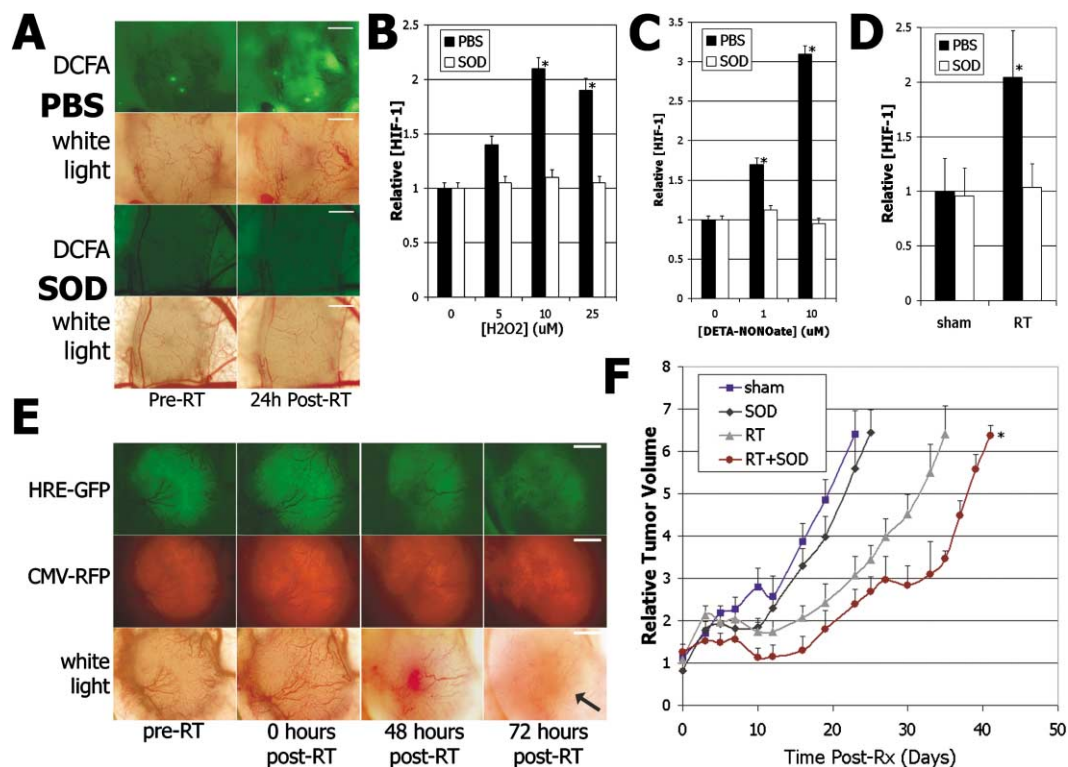 A
DCFA
PBS
white
light
DCFA
SOD
white
light
Pre-RT 24h Post-RT
B
PBS
SOD
Relative [HIF-1]
2.5
2
1.5
1
0.5
0
0 5 10 25
* *
[H2O2] (uM)
C
PBS
SOD
Relative [HIF-1]
3.5
3
2.5
2
1.5
1
0.5
0
0 1 10
* *
[DETA-NONOate] (uM)
D
PBS
SOD
Relative [HIF-1]
2.5
2
1.5
1
0.5
0
*
sham RT
E
HRE-GFP
CMV-RFP
white
light
pre-RT 0 hours post-RT 48 hours post-RT 72 hours post-RT
F
sham
SOD
RT
RT+SOD
Relative Tumor Volume
7
6
5
4
3
2
1
0
*
0 10 20 30 40 50
Time Post-Rx (Days)